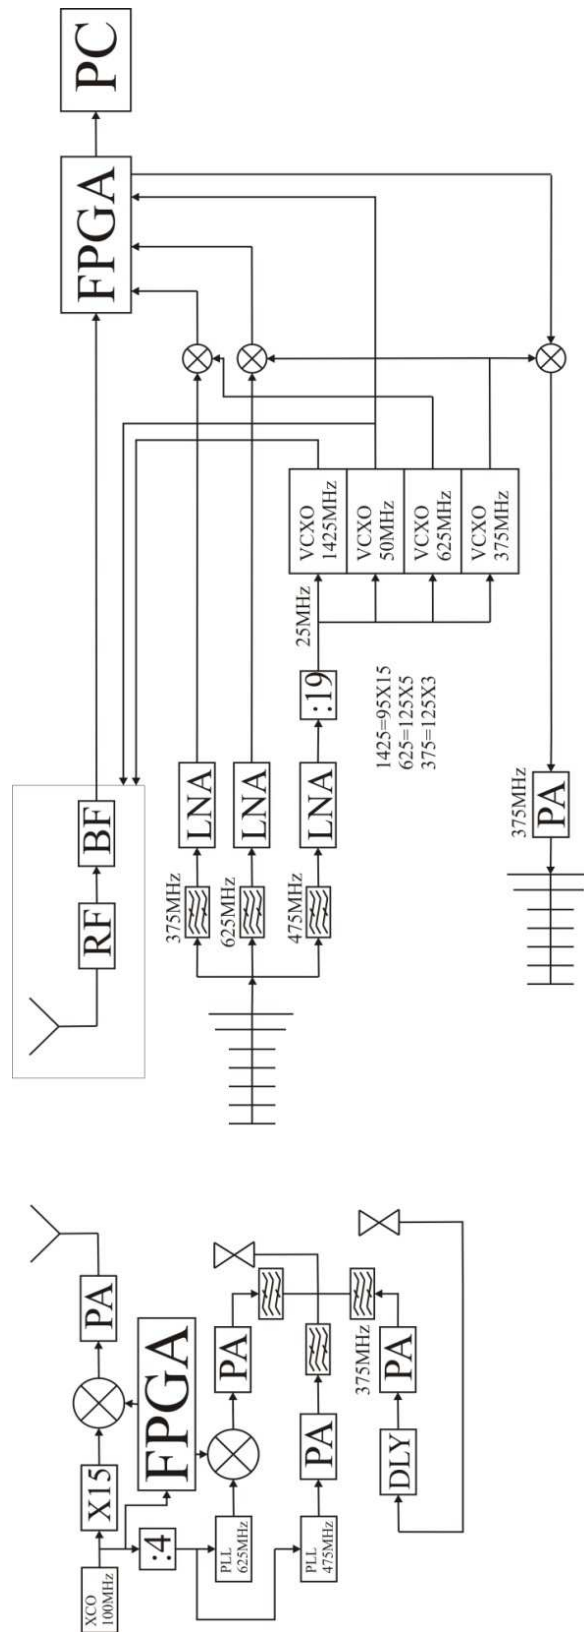 PC
FPGA
RF
BF
375MHz
LNA
625MHz
LNA
475MHz
LNA
:19
25MHz
VCXO
1425MHz
VCXO
50MHz
VCXO
625MHz
VCXO
375MHz
1425=95X15
625=125X5
375=125X3
375MHz
PA
XCO
100MHz
X15
PA
FPGA
:4
PLL
625MHz
PA
PLL
475MHz
PA
375MHz
PA
DLY